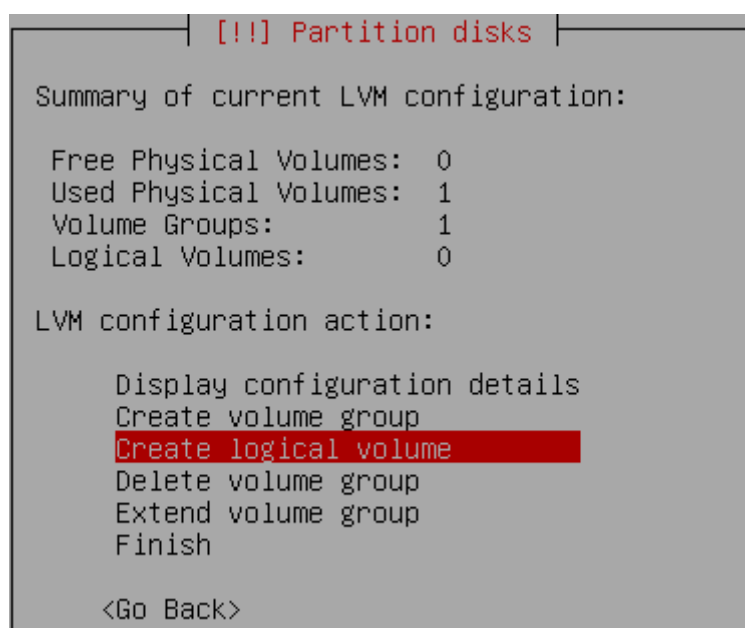 [!!] Partition disks
Summary of current LVM configuration:
Free Physical Volumes: 0
Used Physical Volumes: 1
Volume Groups: 1
Logical Volumes: 0
LVM configuration action:
Display configuration details
Create volume group
Create logical volume
Delete volume group
Extend volume group
Finish
<Go Back>